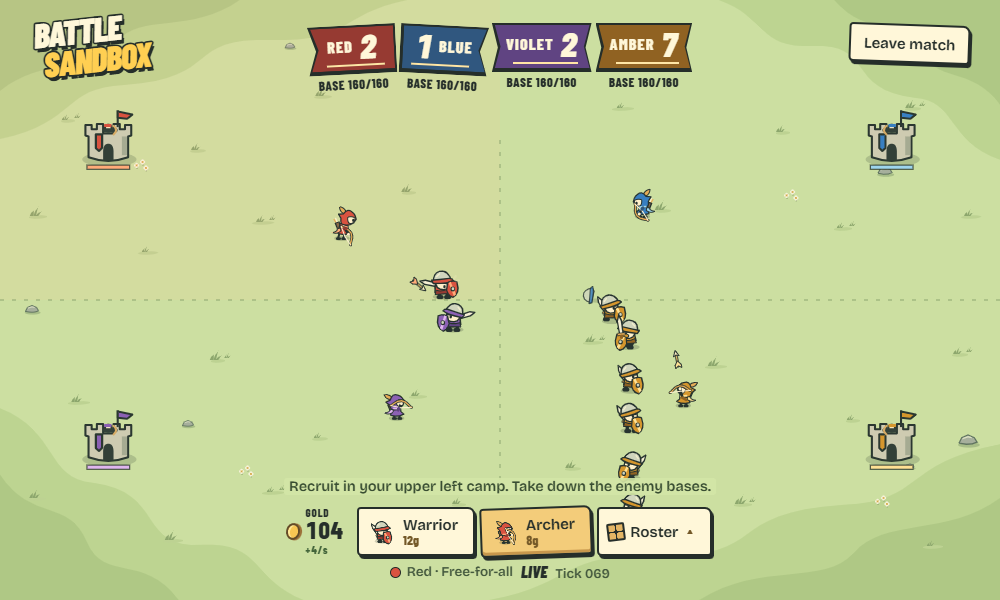 BATTLE
SANDBOX
RED 2
1 BLUE
VIOLET 2
AMBER 7
Leave match
BASE 160/160
BASE 160/160
BASE 160/160
BASE 160/160
Recruit in your upper left camp. Take down the enemy bases.
GOLD
104
+4/s
Warrior
12g
Archer
8g
Roster
Red · Free-for-all LIVE Tick 069